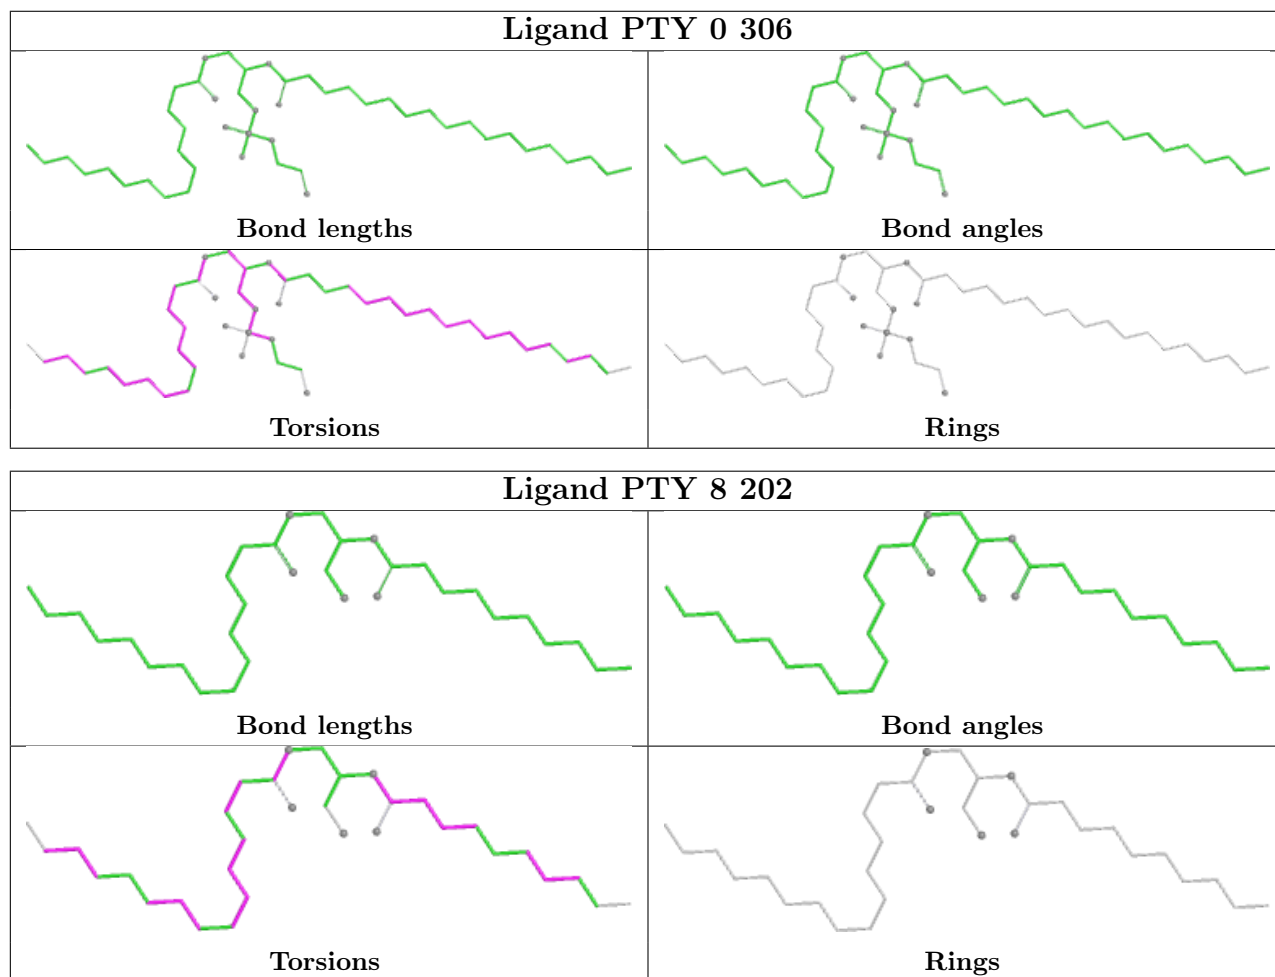 Ligand PTY 0 306
Bond lengths
Bond angles
Torsions
Rings
Ligand PTY 8 202
Bond lengths
Bond angles
Torsions
Rings